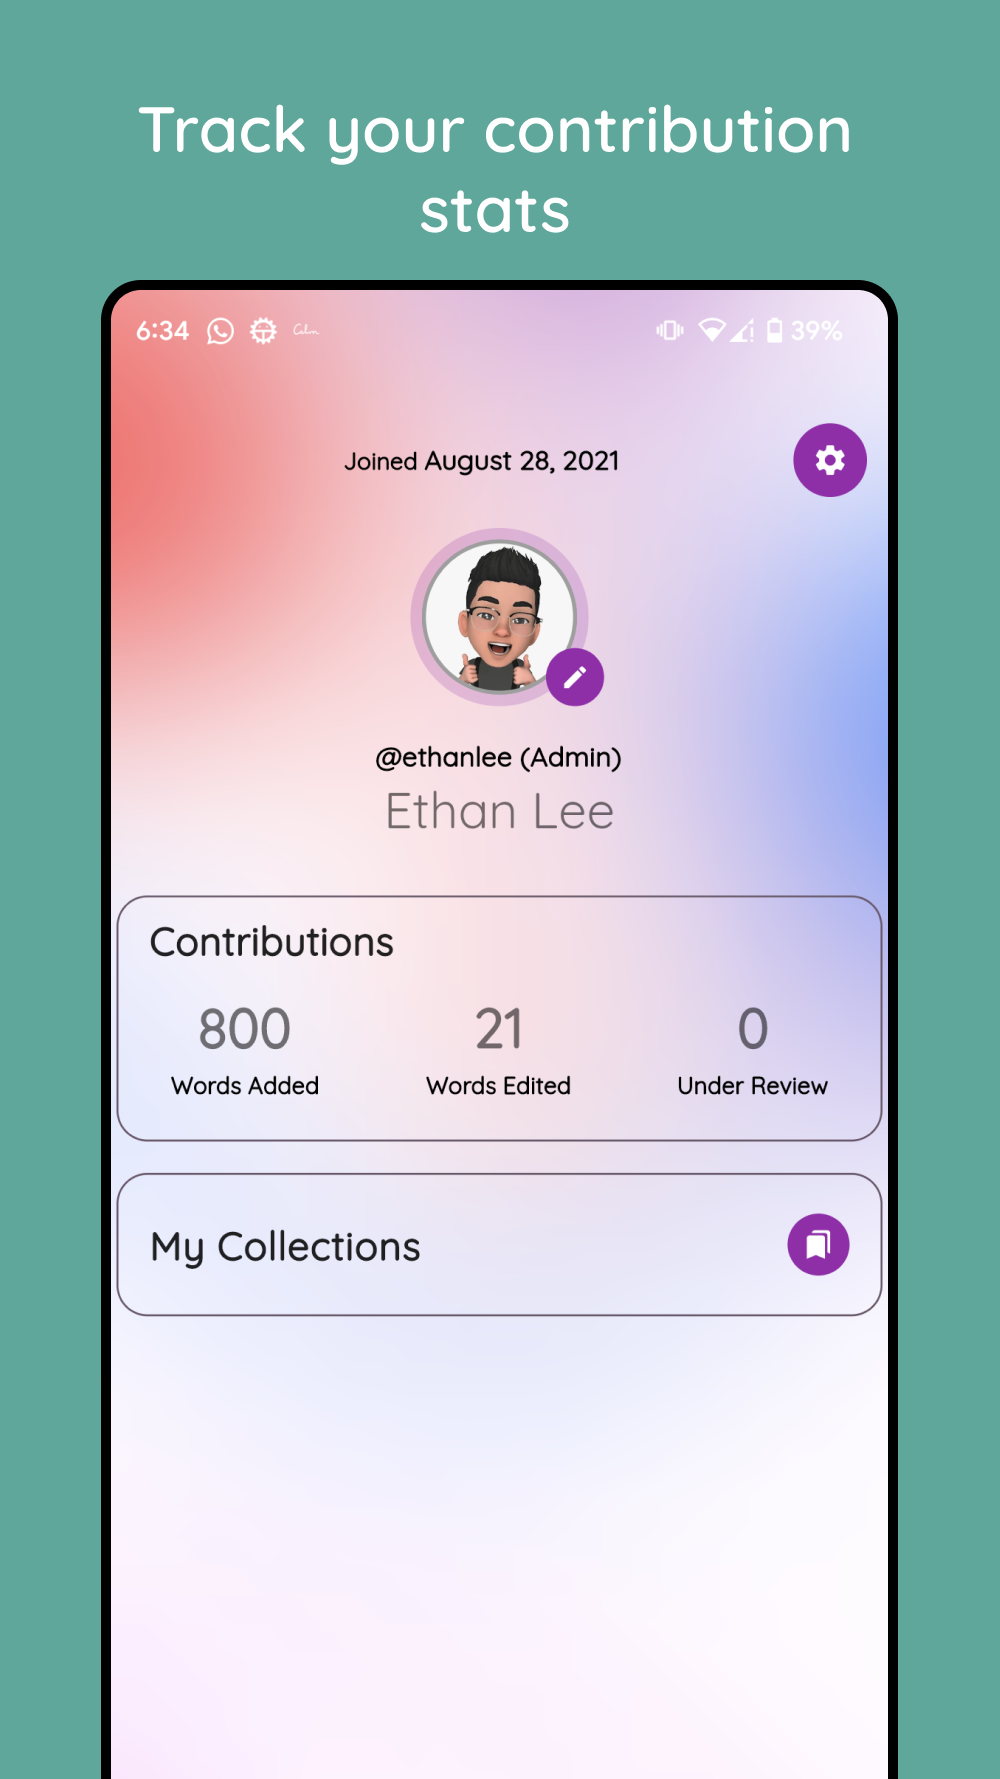 Track your contribution
stats
6:34 Calm 39%
Joined August 28, 2021
@ethanlee (Admin)
Ethan Lee
Contributions
800 21 0
Words Added Words Edited Under Review
My Collections